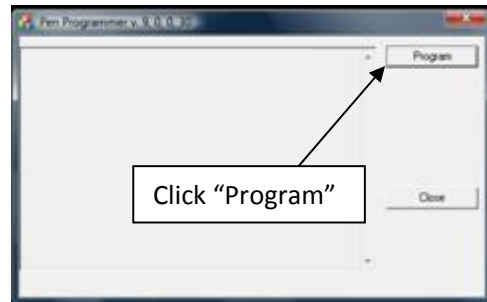 Pen Programmer v. 9, 0, 0, 30
Program
Click “Program”
Close